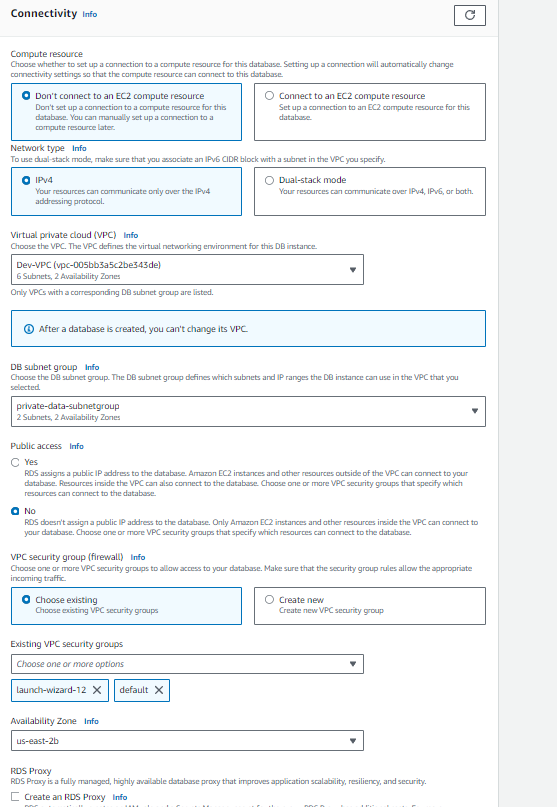 Connectivity Info
Compute resource
Choose whether to set up a connection to a compute resource for this database. Setting up a connection will automatically change
connectivity settings so that the compute resource can connect to this database.
Don't connect to an EC2 compute resource
Don't set up a connection to a compute resource for this
database. You can manually set up a connection to a
compute resource later.
Connect to an EC2 compute resource
Set up a connection to an EC2 compute resource for this
database.
Network type Info
To use dual-stack mode, make sure that you associate an IPv6 CIDR block with a subnet in the VPC you specify.
IPv4
Your resources can communicate only over the IPv4
addressing protocol.
Dual-stack mode
Your resources can communicate over IPv4, IPv6, or both.
Virtual private cloud (VPC) Info
Choose the VPC. The VPC defines the virtual networking environment for this DB instance.
Dev-VPC (vpc-005bb3a5c2be343de)
6 Subnets, 2 Availability Zones
Only VPCs with a corresponding DB subnet group are listed.
After a database is created, you can't change its VPC.
DB subnet group Info
Choose the DB subnet group. The DB subnet group defines which subnets and IP ranges the DB instance can use in the VPC that you
selected.
private-data-subnetgroup
2 Subnets, 2 Availability Zones
Public access Info
Yes
RDS assigns a public IP address to the database. Amazon EC2 instances and other resources outside of the VPC can connect to your
database. Resources inside the VPC can also connect to the database. Choose one or more VPC security groups that specify which
resources can connect to the database.
No
RDS doesn't assign a public IP address to the database. Only Amazon EC2 instances and other resources inside the VPC can connect to
your database. Choose one or more VPC security groups that specify which resources can connect to the database.
VPC security group (firewall) Info
Choose one or more VPC security groups to allow access to your database. Make sure that the security group rules allow the appropriate
incoming traffic.
Choose existing
Choose existing VPC security groups
Create new
Create new VPC security group
Existing VPC security groups
Choose one or more options
launch-wizard-12
default
Availability Zone Info
us-east-2b
RDS Proxy
RDS Proxy is a fully managed, highly available database proxy that improves application scalability, resiliency, and security.
Create an RDS Proxy Info